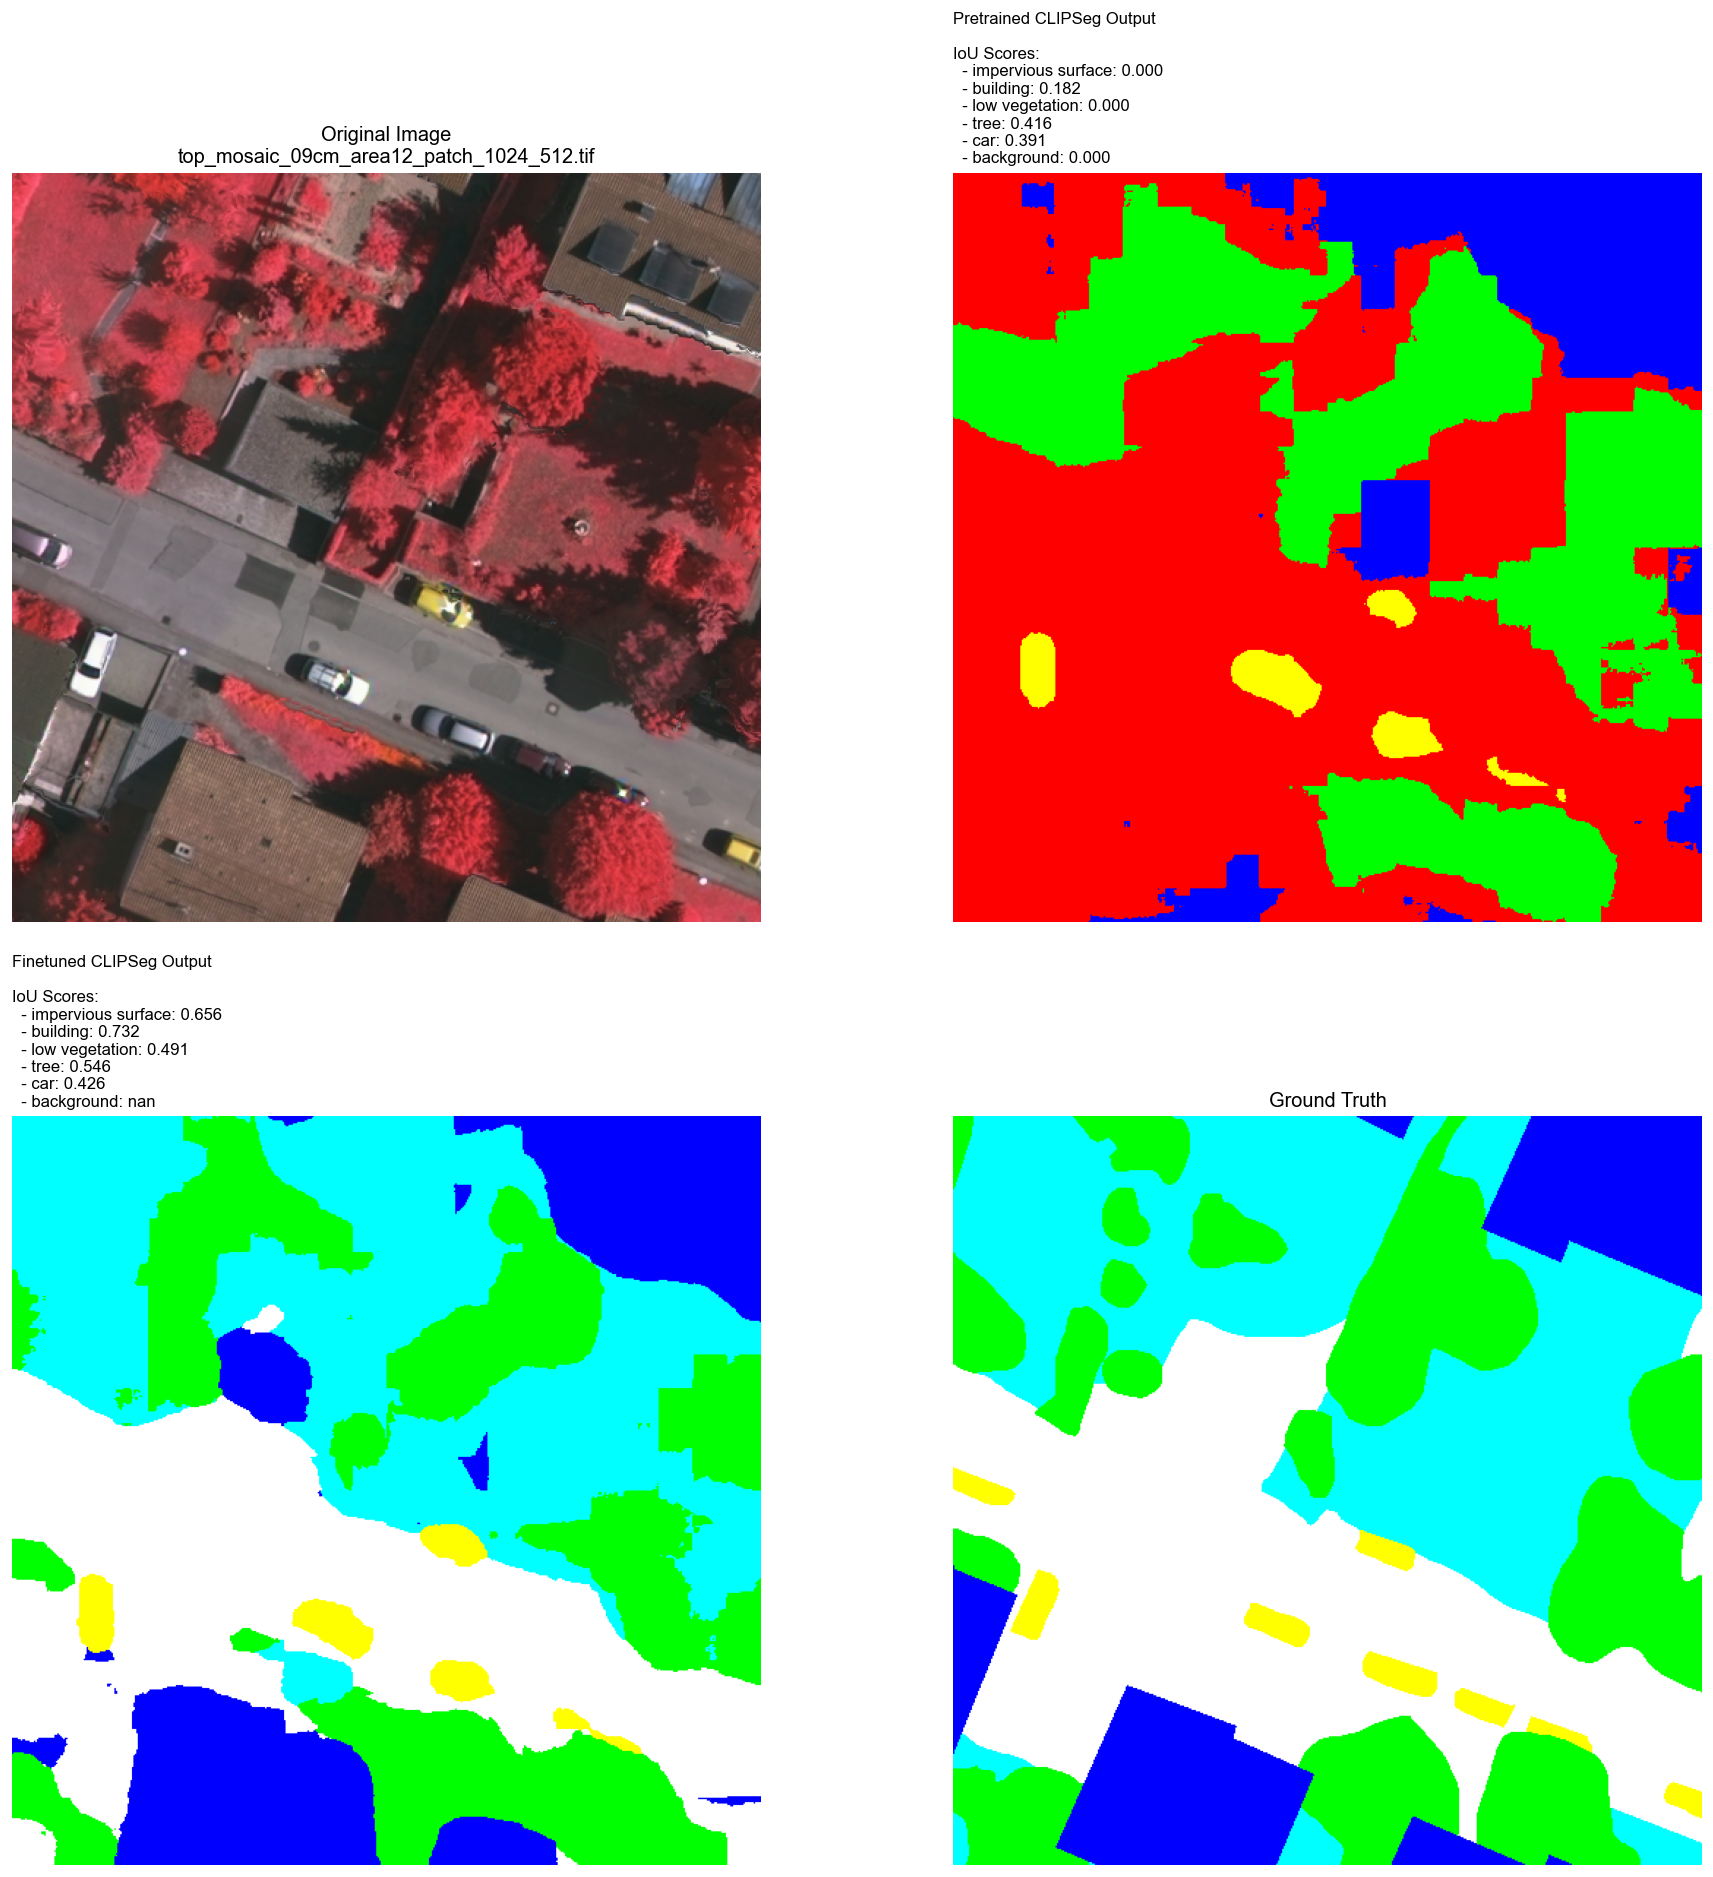 Pretrained CLIPSeg Output
IoU Scores:
- impervious surface: 0.000
- building: 0.182
- low vegetation: 0.000
- tree: 0.416
- car: 0.391
- background: 0.000
Original Image
top_mosaic_09cm_area12_patch_1024_512.tif
Finetuned CLIPSeg Output
IoU Scores:
- impervious surface: 0.656
- building: 0.732
- low vegetation: 0.491
- tree: 0.546
- car: 0.426
- background: nan
Ground Truth